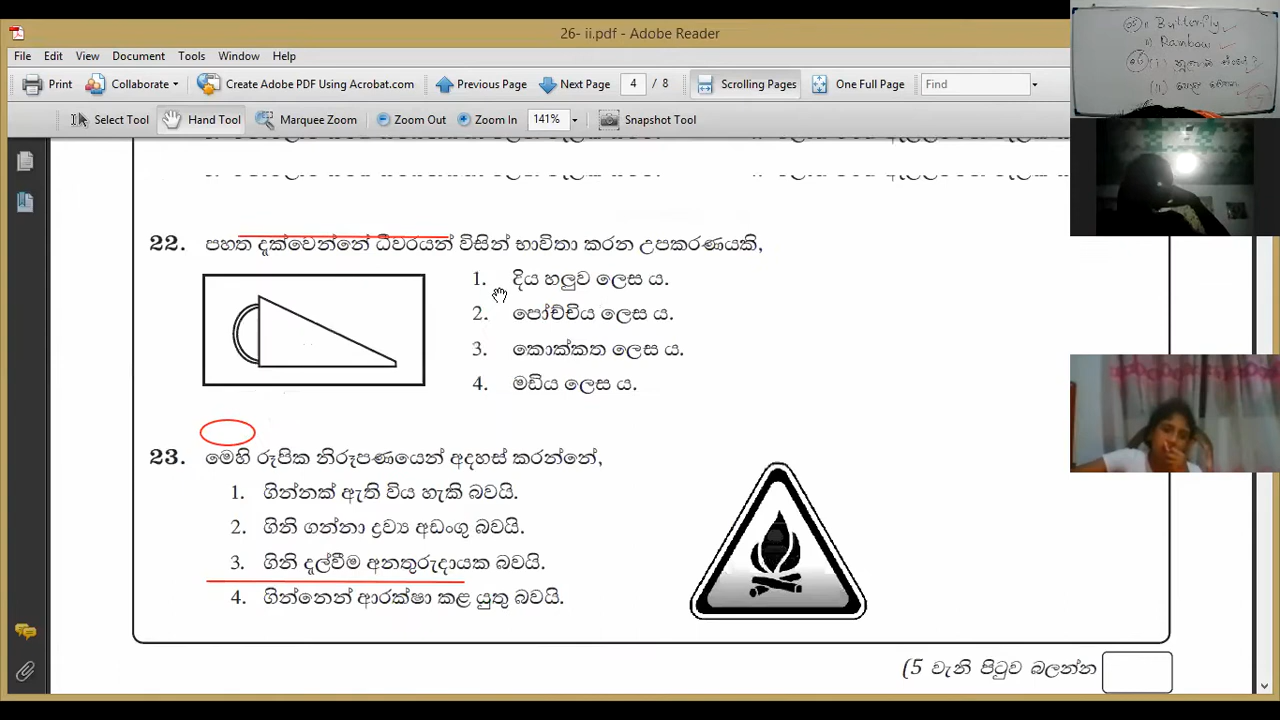 26- ii.pdf - Adobe Reader
File Edit View Document Tools Window Help
Print Collaborate Create Adobe PDF Using Acrobat.com Previous Page Next Page 4 / 8 Scrolling Pages One Full Page Find
Select Tool Hand Tool Marquee Zoom Zoom Out Zoom In 141% Snapshot Tool
22. පහත දැක්වෙන්නේ ධීවරයන් විසින් භාවිතා කරන උපකරණයකි,
1. දිය හලුව ලෙස ය.
2. පෝච්චිය ලෙස ය.
3. කොක්කත ලෙස ය.
4. මඩිය ලෙස ය.
23. මෙහි රූපික නිරූපණයෙන් අදහස් කරන්නේ,
1. ගින්නක් ඇති විය හැකි බවයි.
2. ගිනි ගන්නා ද්‍රව්‍ය අඩංගු බවයි.
3. ගිනි දැල්වීම අනතුරුදායක බවයි.
4. ගින්නෙන් ආරක්ෂා කළ යුතු බවයි.
(5 වැනි පිටුව බලන්න
Butterfly
Rainbow